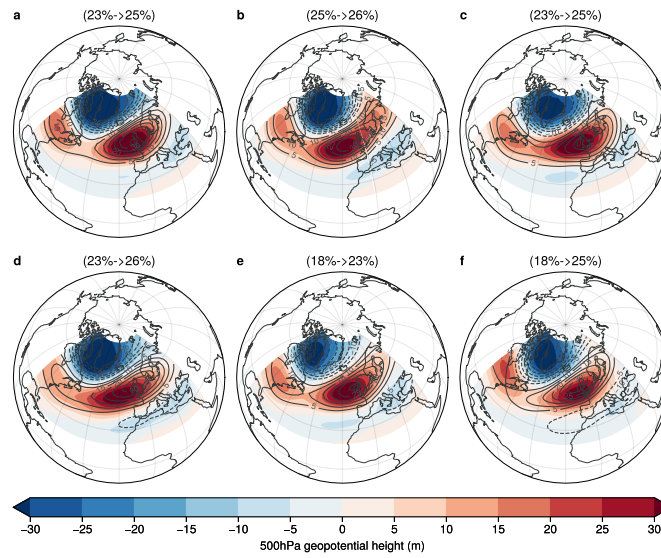 a (23%->25%) b (25%->26%) c (23%->25%)
d (23%->26%) e (18%->23%) f (18%->25%)
−30 −25 −20 −15 −10 −5 0 5 10 15 20 25 30
500hPa geopotential height (m)